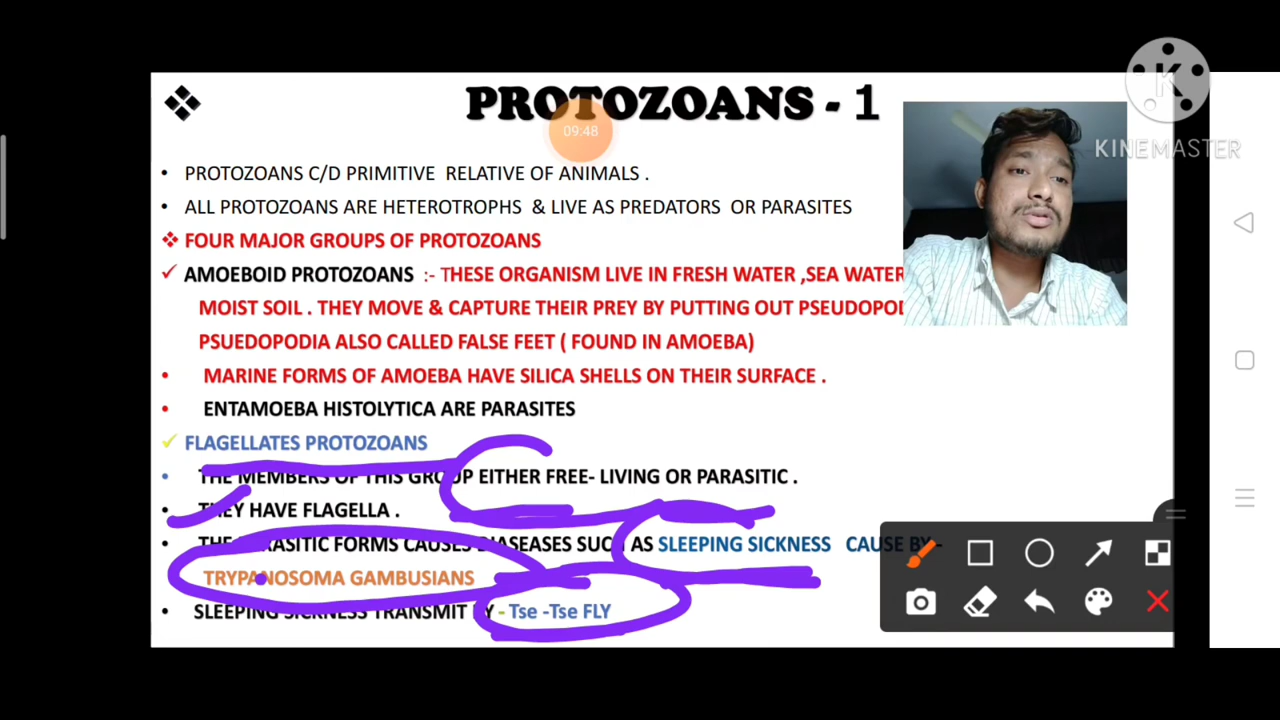 PROTOZOANS - 1
09:48
KINEMASTER
PROTOZOANS C/D PRIMITIVE RELATIVE OF ANIMALS .
ALL PROTOZOANS ARE HETEROTROPHS & LIVE AS PREDATORS OR PARASITES
FOUR MAJOR GROUPS OF PROTOZOANS
AMOEBOID PROTOZOANS :- THESE ORGANISM LIVE IN FRESH WATER ,SEA WATER
MOIST SOIL . THEY MOVE & CAPTURE THEIR PREY BY PUTTING OUT
PSUEDOPODIA ALSO CALLED FALSE FEET ( FOUND IN AMOEBA)
MARINE FORMS OF AMOEBA HAVE SILICA SHELLS ON THEIR SURFACE .
ENTAMOEBA HISTOLYTICA ARE PARASITES
FLAGELLATES PROTOZOANS
THE MEMBERS OF THIS GROUP EITHER FREE- LIVING OR PARASITIC .
THEY HAVE FLAGELLA .
THE PARASITIC FORMS CAUSES DIASEASES SUCH AS SLEEPING SICKNESS CAUSE BY -
TRYPANOSOMA GAMBUSIANS
SLEEPING SICKNESS TRANSMIT BY - Tse -Tse FLY